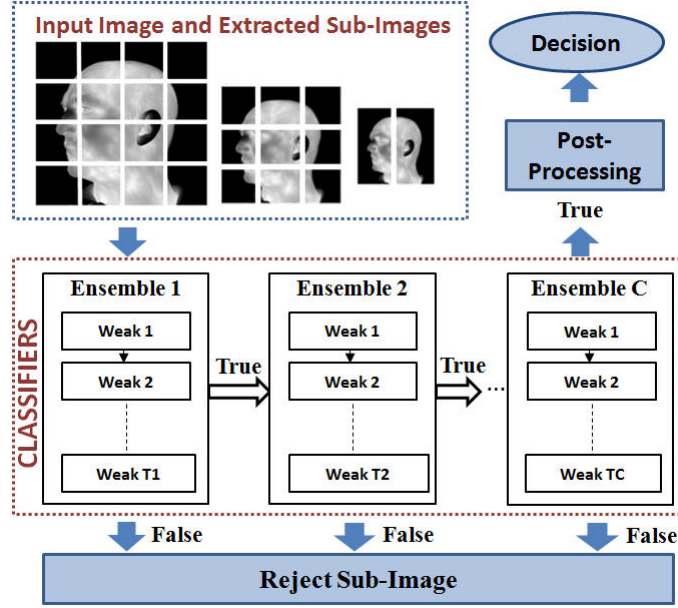 Input Image and Extracted Sub-Images
Decision
Post-
Processing
True
CLASSIFIERS
Ensemble 1
Weak 1
Weak 2
Weak T1
True
Ensemble 2
Weak 1
Weak 2
Weak T2
True
...
Ensemble C
Weak 1
Weak 2
Weak TC
False
False
False
Reject Sub-Image